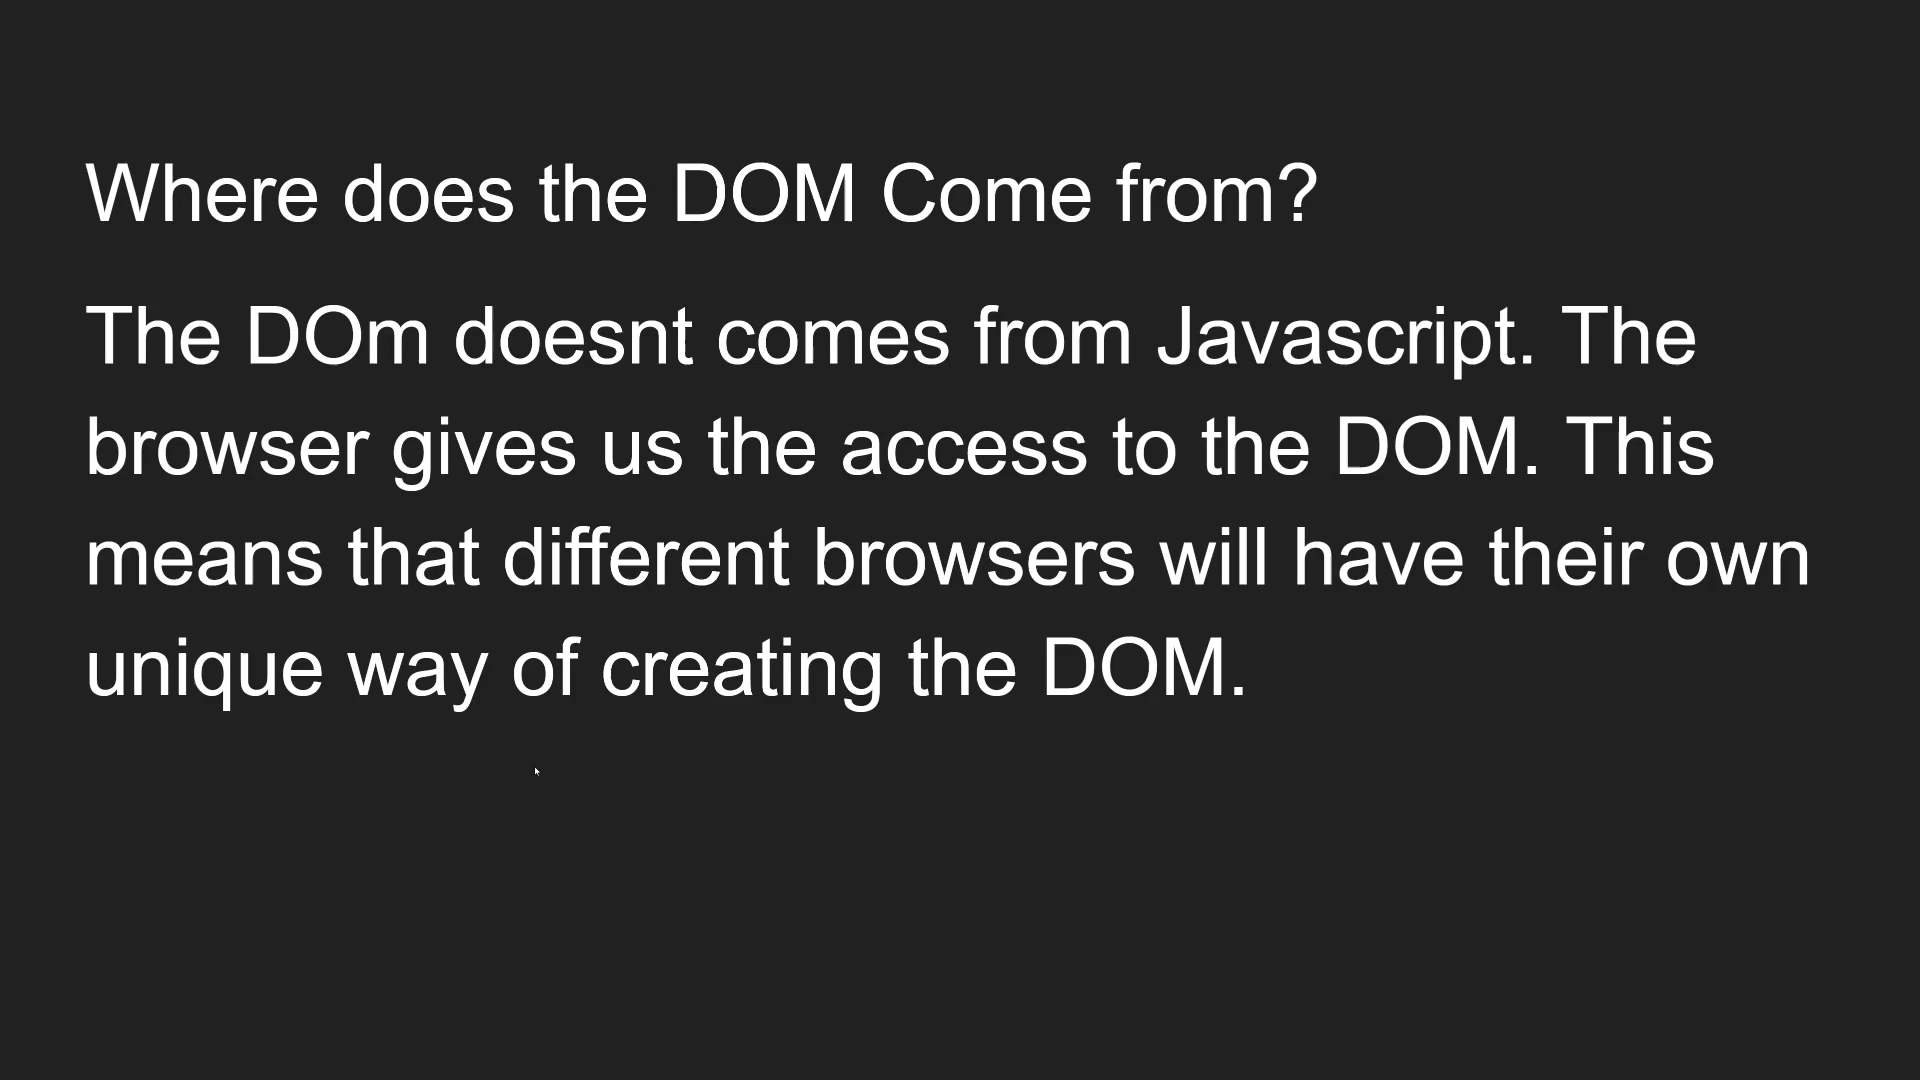 Where does the DOM Come from?
The DOm doesnt comes from Javascript. The
browser gives us the access to the DOM. This
means that different browsers will have their own
unique way of creating the DOM.